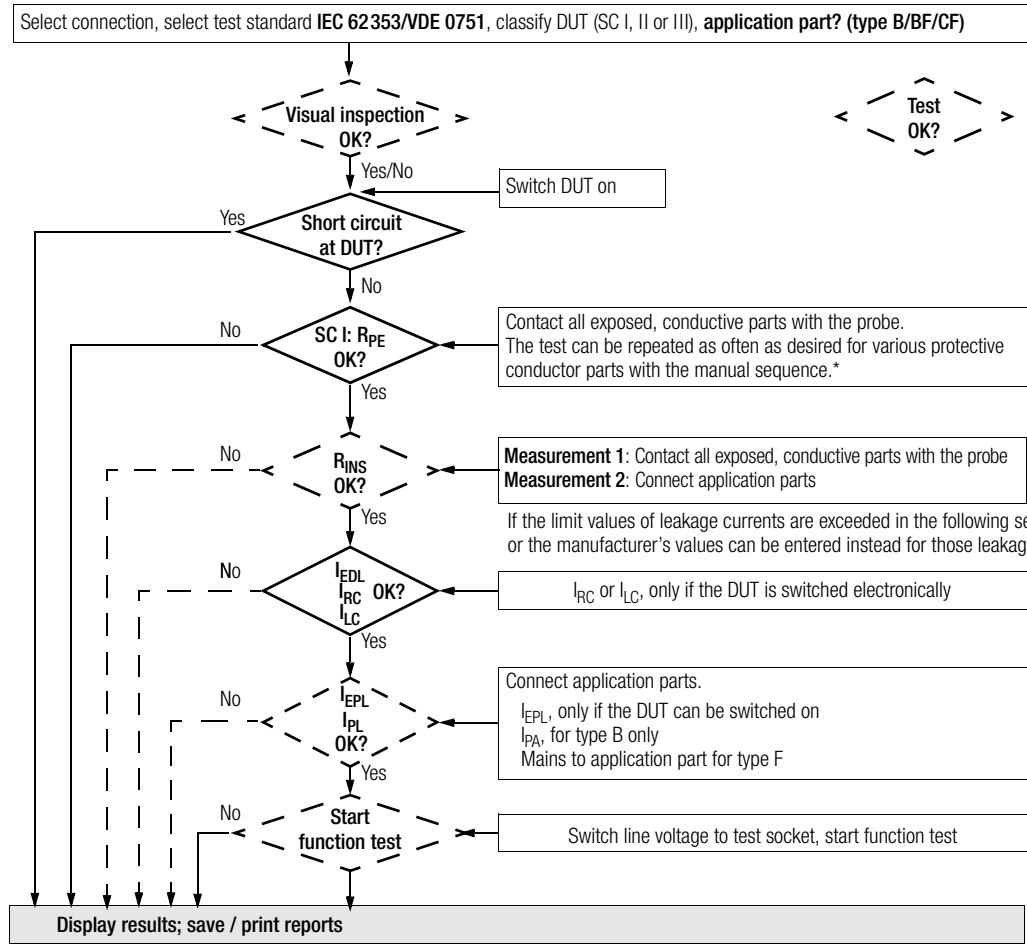 Select connection, select test standard IEC 62353/VDE 0751, classify DUT (SC I, II or III), application part? (type B/BF/CF)
Visual inspection
OK?
Test
OK?
Yes/No
Switch DUT on
Yes
Short circuit
at DUT?
No
No
SC I: RPE
OK?
Contact all exposed, conductive parts with the probe.
The test can be repeated as often as desired for various protective
conductor parts with the manual sequence.*
Yes
No
RINS
OK?
Measurement 1: Contact all exposed, conductive parts with the probe
Measurement 2: Connect application parts
Yes
If the limit values of leakage currents are exceeded in the following se
or the manufacturer's values can be entered instead for those leakag
No
IEDL
IRC OK?
ILC
IRC or ILC, only if the DUT is switched electronically
Yes
No
IEPL
IPL
OK?
Connect application parts.
IEPL, only if the DUT can be switched on
IPA, for type B only
Mains to application part for type F
Yes
No
Start
function test
Switch line voltage to test socket, start function test
Display results; save / print reports